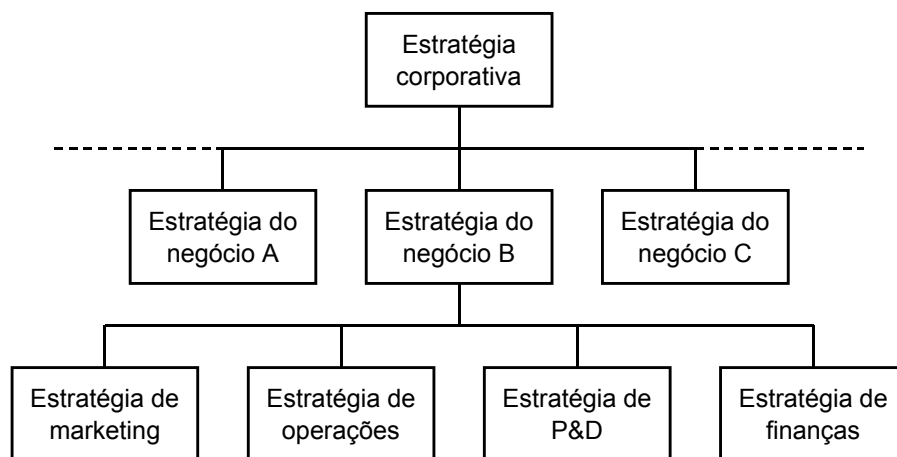 Estratégia
corporativa
Estratégia do
negócio A
Estratégia do
negócio B
Estratégia do
negócio C
Estratégia de
marketing
Estratégia de
operações
Estratégia de
P&D
Estratégia de
finanças